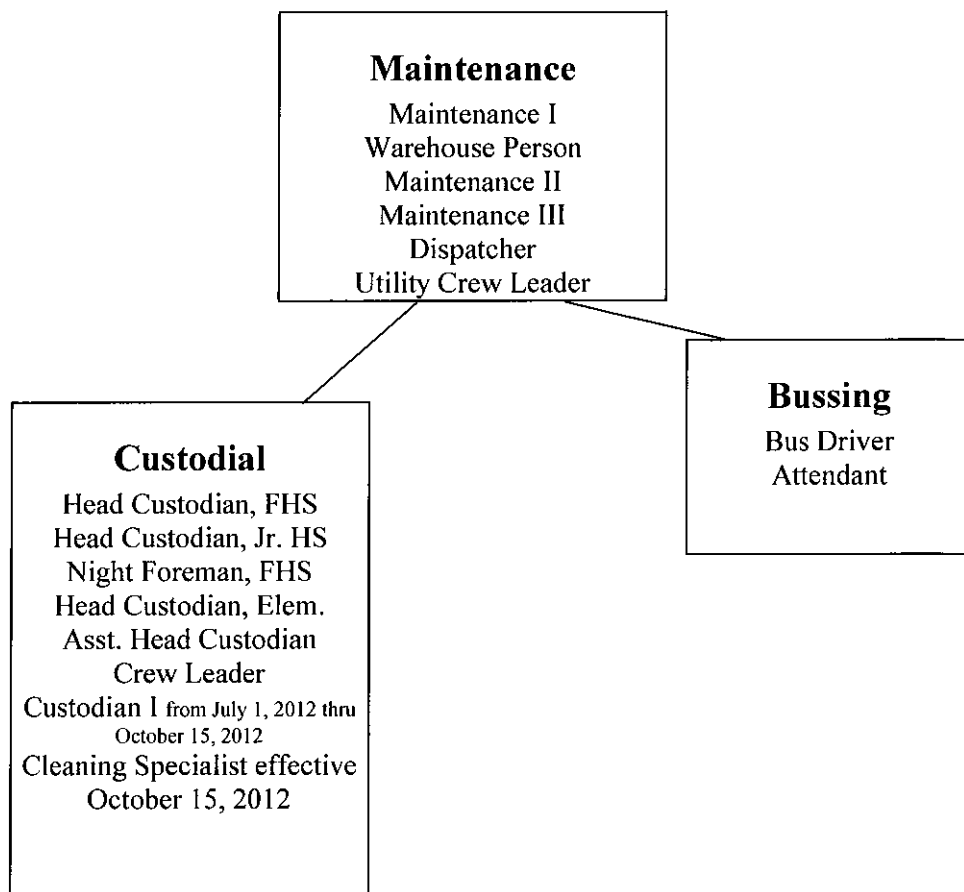 Maintenance
Maintenance I
Warehouse Person
Maintenance II
Maintenance III
Dispatcher
Utility Crew Leader
Custodial
Head Custodian, FHS
Head Custodian, Jr. HS
Night Foreman, FHS
Head Custodian, Elem.
Asst. Head Custodian
Crew Leader
Custodian I from July 1, 2012 thru
October 15, 2012
Cleaning Specialist effective
October 15, 2012
Bussing
Bus Driver
Attendant